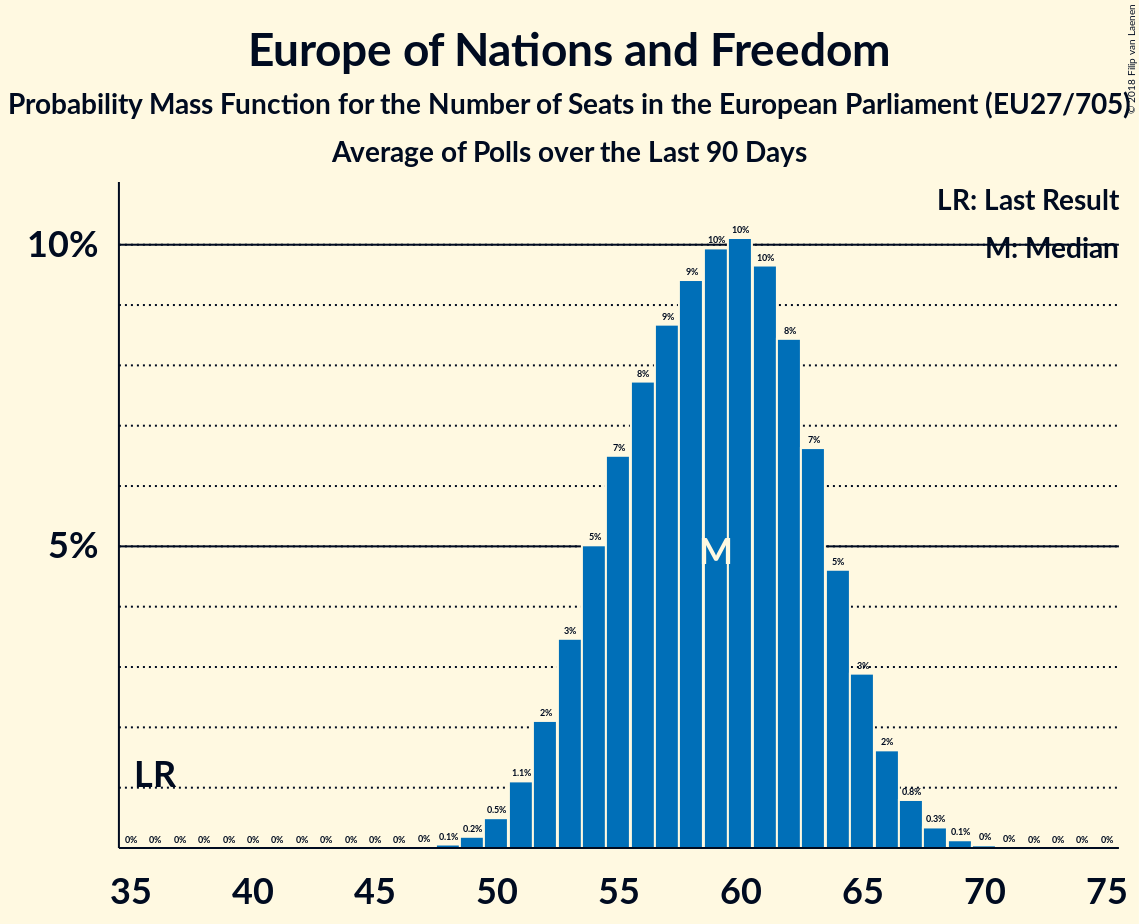 © 2018 Filip van Laenen
Europe of Nations and Freedom
Probability Mass Function for the Number of Seats in the European Parliament (EU27/705)
Average of Polls over the Last 90 Days
LR: Last Result
M: Median
10%
5%
0% 0% 0% 0% 0% 0% 0% 0% 0% 0% 0% 0% 0% 0.1% 0.2% 0.5% 1.1% 2% 3% 5% 7% 8% 9% 9% 10% 10% 10% 8% 7% 5% 3% 2% 0.8% 0.3% 0.1% 0% 0% 0% 0% 0% 0%
M
LR
35 40 45 50 55 60 65 70 75